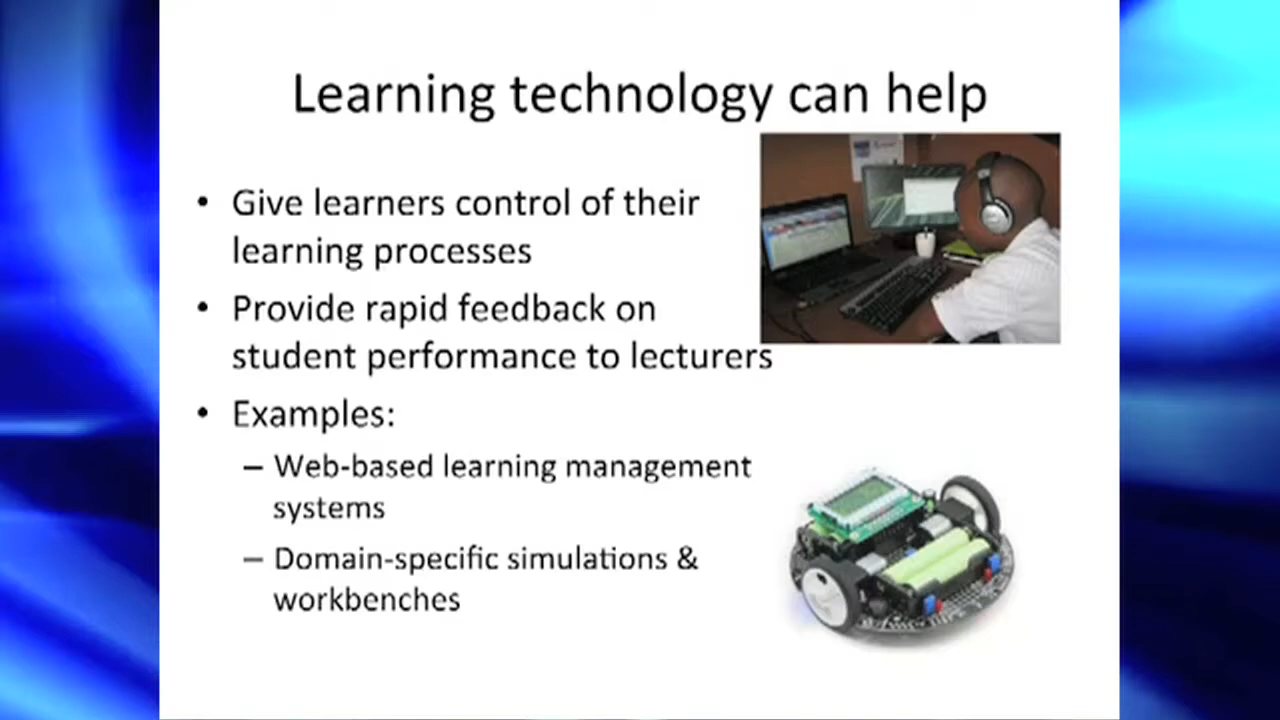 Learning technology can help
• Give learners control of their
learning processes
• Provide rapid feedback on
student performance to lecturers
• Examples:
– Web-based learning management
systems
– Domain-specific simulations &
workbenches